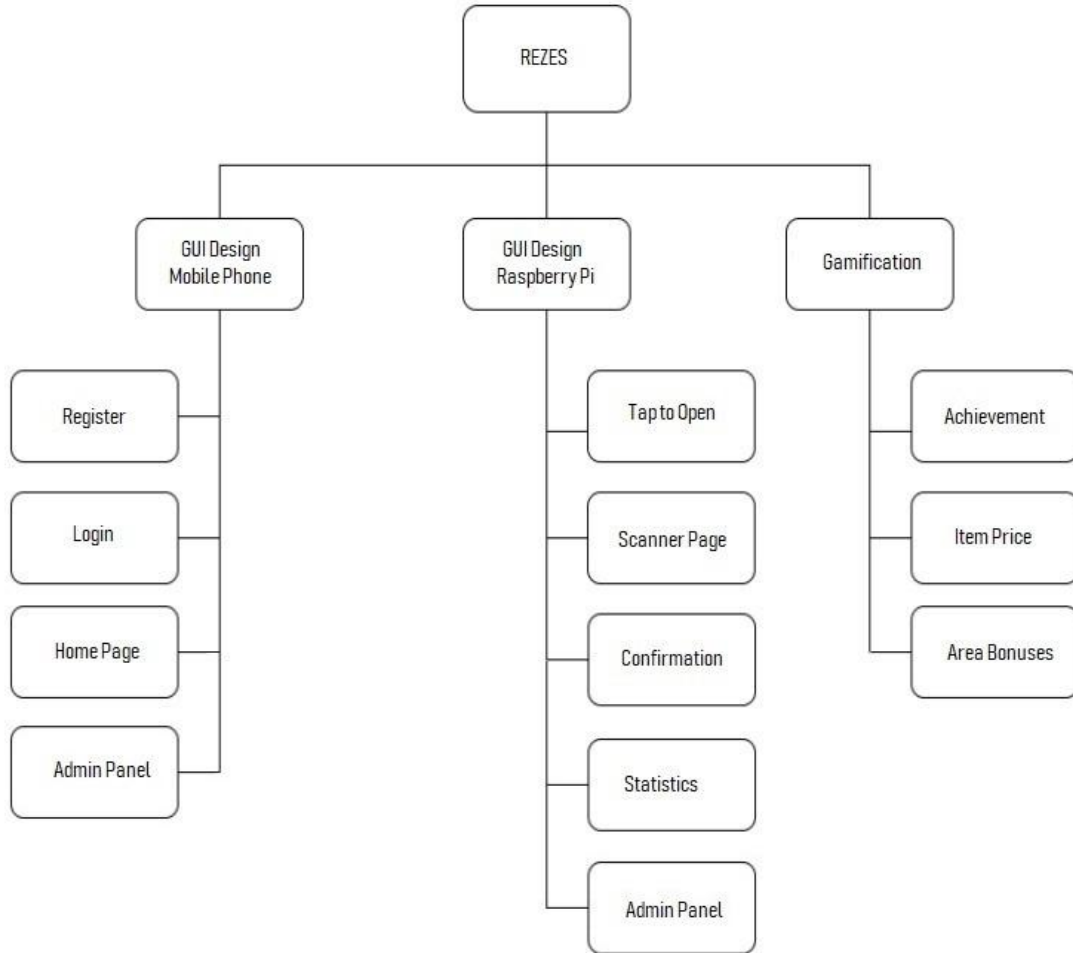 REZES
GUI Design
Mobile Phone
GUI Design
Raspberry Pi
Gamification
Register
Login
Home Page
Admin Panel
Tap to Open
Scanner Page
Confirmation
Statistics
Admin Panel
Achievement
Item Price
Area Bonuses